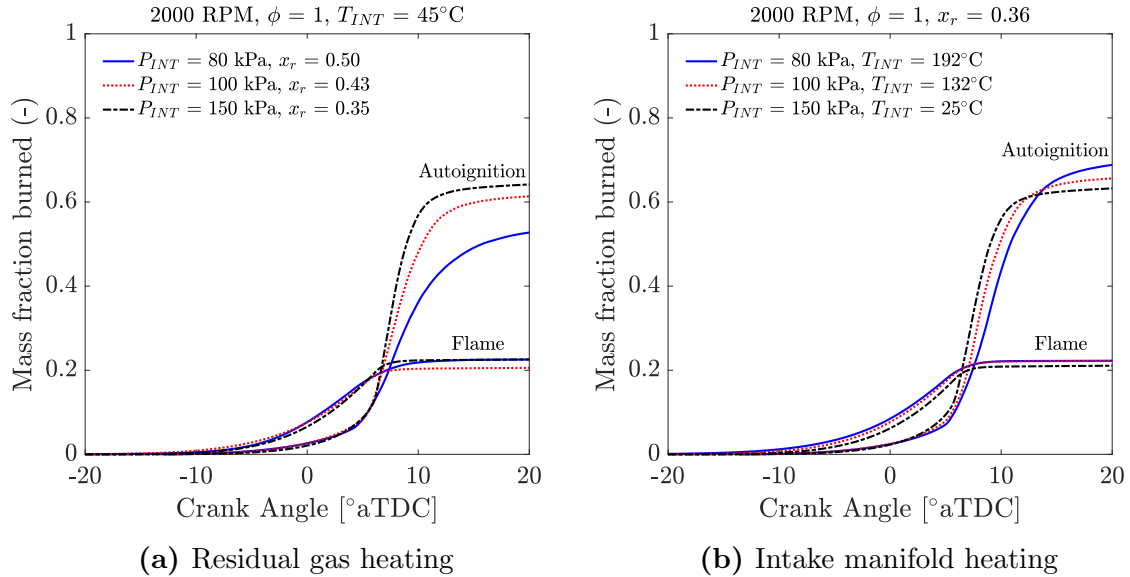 2000 RPM, ϕ = 1, T_INT = 45°C
P_INT = 80 kPa, x_r = 0.50
P_INT = 100 kPa, x_r = 0.43
P_INT = 150 kPa, x_r = 0.35
Autoignition
Flame
Mass fraction burned (-)
1
0.8
0.6
0.4
0.2
0
-20
-10
0
10
20
Crank Angle [°aTDC]
(a) Residual gas heating
2000 RPM, ϕ = 1, x_r = 0.36
P_INT = 80 kPa, T_INT = 192°C
P_INT = 100 kPa, T_INT = 132°C
P_INT = 150 kPa, T_INT = 25°C
Autoignition
Flame
Mass fraction burned (-)
1
0.8
0.6
0.4
0.2
0
-20
-10
0
10
20
Crank Angle [°aTDC]
(b) Intake manifold heating